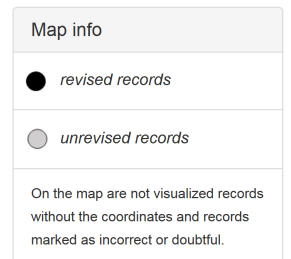 Map info
revised records
unrevised records
On the map are not visualized records
without the coordinates and records
marked as incorrect or doubtful.